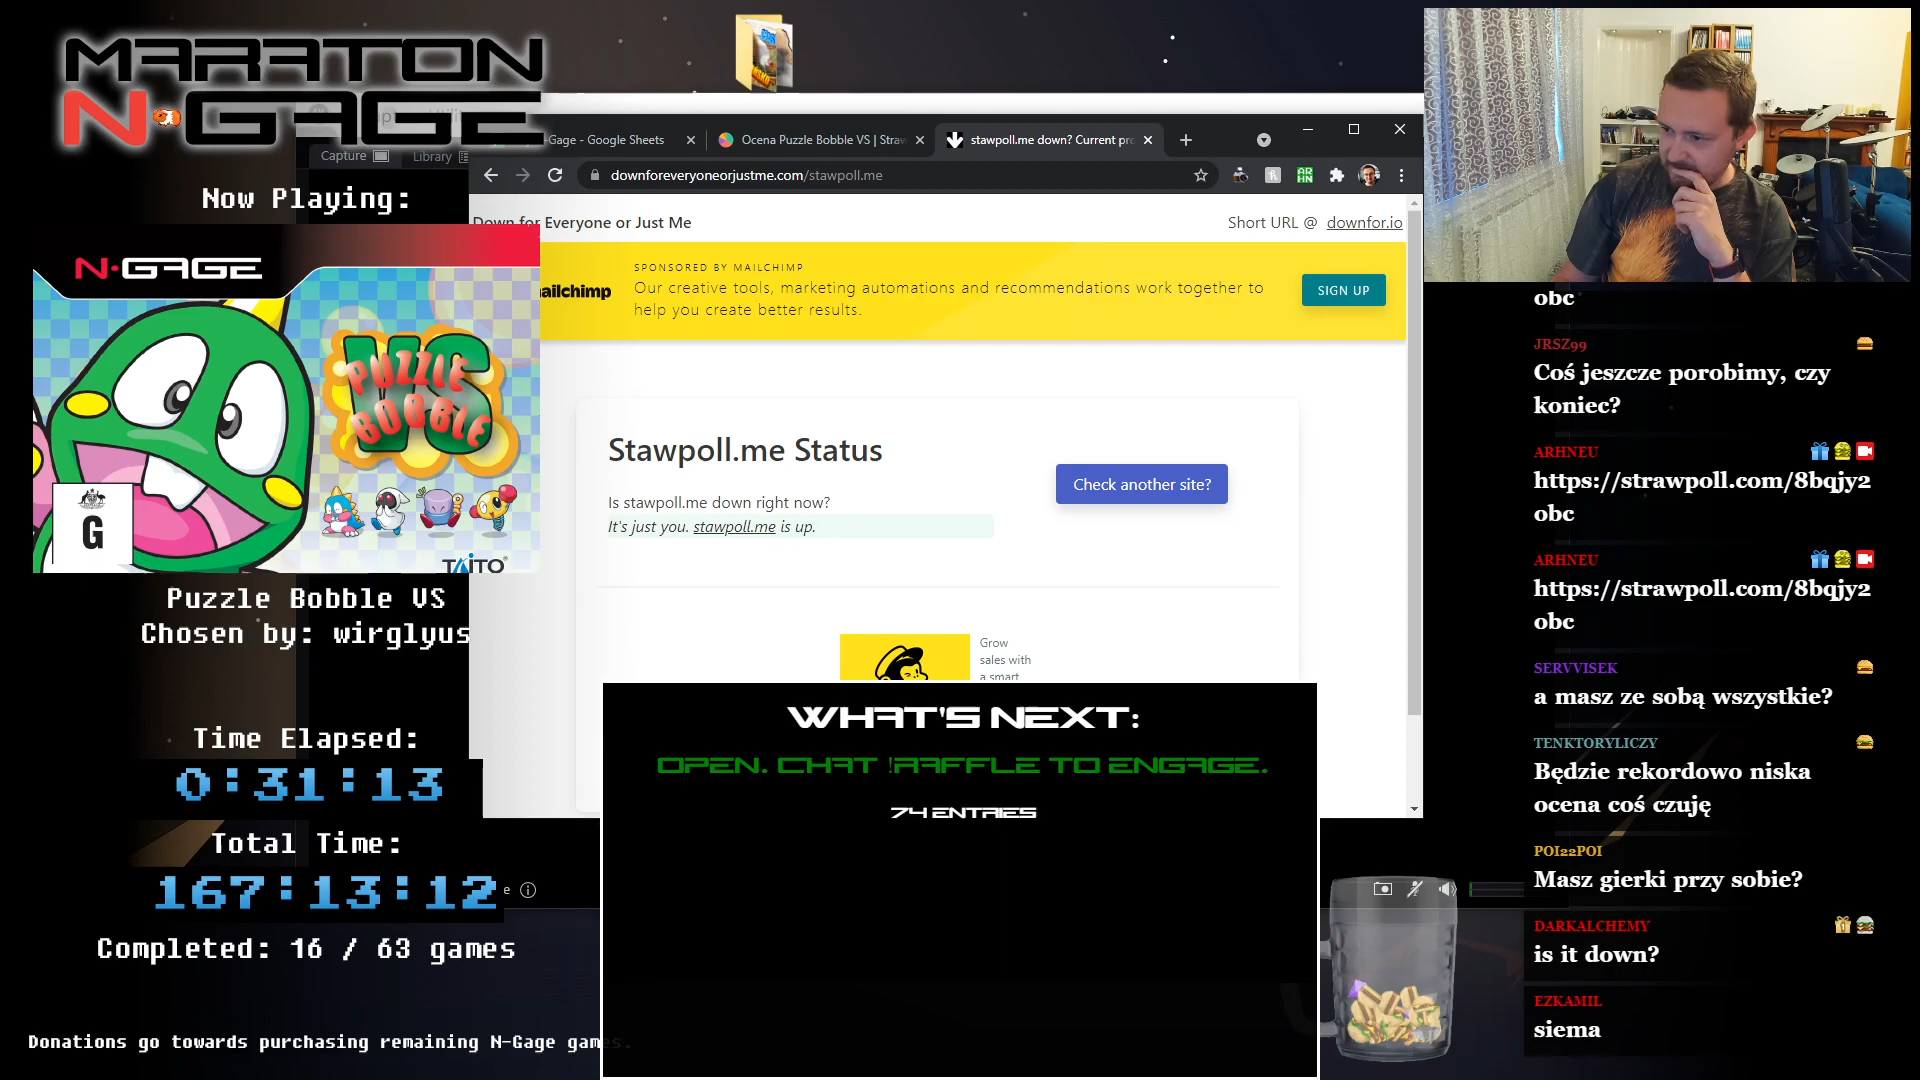 MARATON
N-GAGE
Now Playing:
N-GAGE
PUZZLE
VS
BOBBLE
G
TAITO
Puzzle Bobble VS
Chosen by: wirglyus
Time Elapsed:
0:31:13
Total Time:
167:13:12
Completed: 16 / 63 games
Donations go towards purchasing remaining N-Gage games.
Capture
Library
-Gage - Google Sheets
Ocena Puzzle Bobble VS | Straw
stawpoll.me down? Current pro
downforeveryoneorjustme.com/stawpoll.me
Down for Everyone or Just Me
Short URL @ downfor.io
SPONSORED BY MAILCHIMP
ailchimp
Our creative tools, marketing automations and recommendations work together to
help you create better results.
SIGN UP
Stawpoll.me Status
Check another site?
Is stawpoll.me down right now?
It's just you. stawpoll.me is up.
Grow
sales with
a smart
WHAT'S NEXT:
OPEN. CHAT !RAFFLE TO ENGAGE.
74 ENTRIES
obc
JRSZ99
Coś jeszcze porobimy, czy
koniec?
ARHNEU
https://strawpoll.com/8bqjy2
obc
ARHNEU
https://strawpoll.com/8bqjy2
obc
SERVVISEK
a masz ze sobą wszystkie?
TENKTORYLICZY
Będzie rekordowo niska
ocena coś czuję
POI22POI
Masz gierki przy sobie?
DARKALCHEMY
is it down?
EZKAMIL
siema